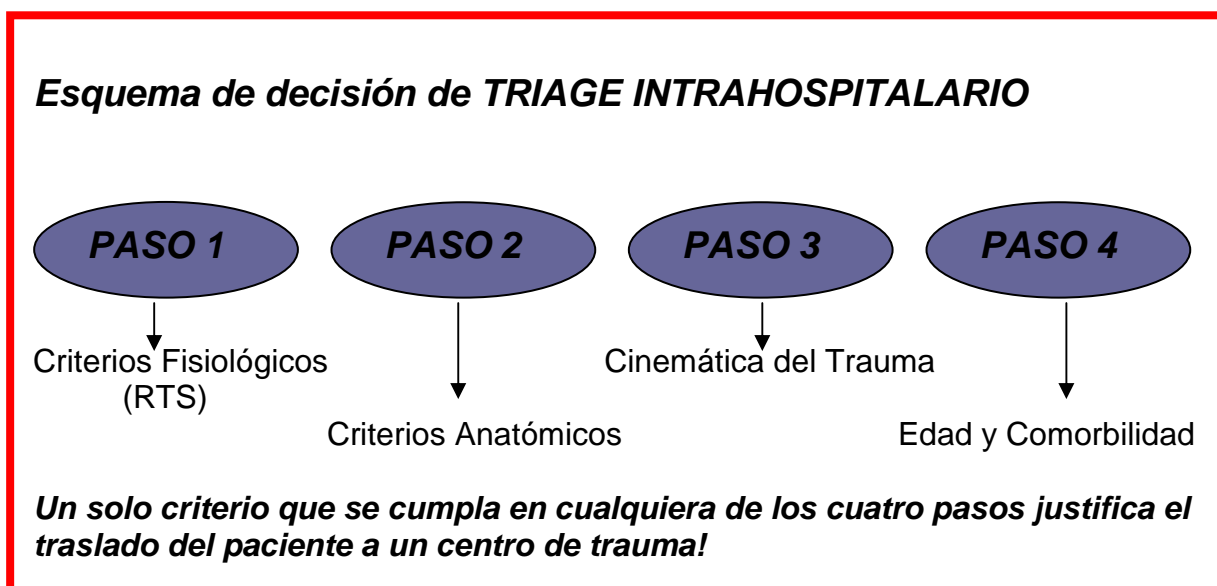 Esquema de decisión de TRIAGE INTRAHOSPITALARIO
PASO 1
PASO 2
PASO 3
PASO 4
Criterios Fisiológicos
(RTS)
Criterios Anatómicos
Cinemática del Trauma
Edad y Comorbilidad
Un solo criterio que se cumpla en cualquiera de los cuatro pasos justifica el
traslado del paciente a un centro de trauma!